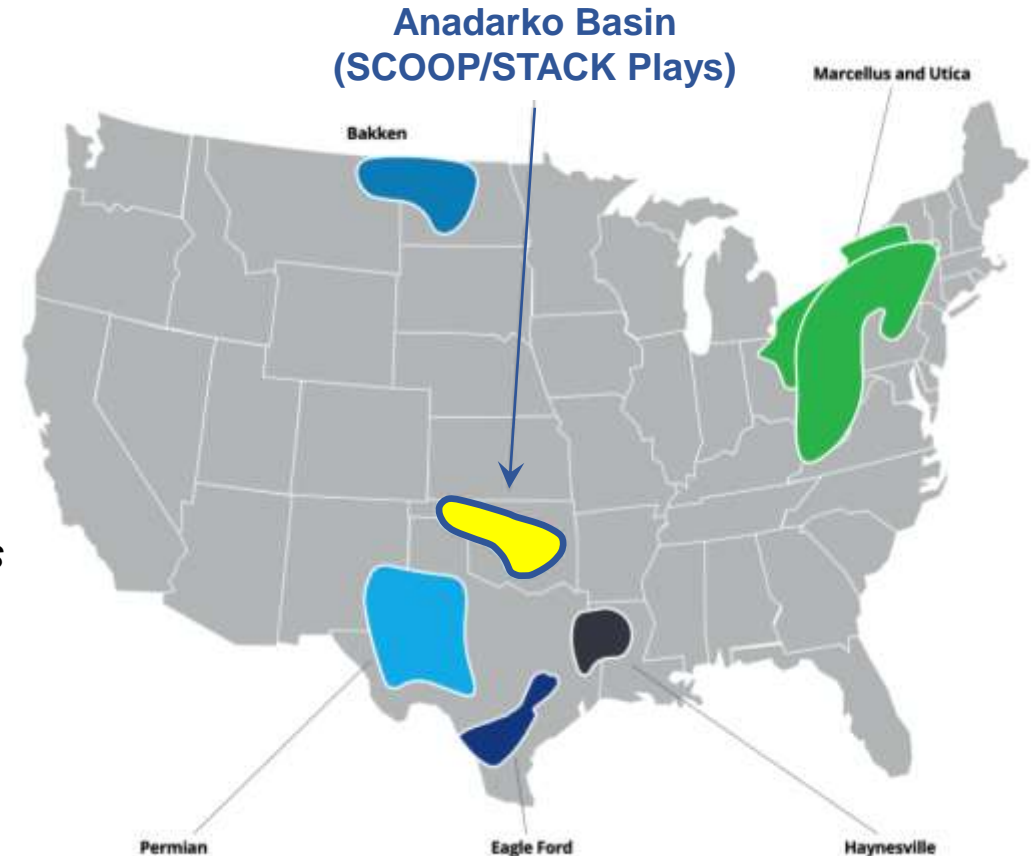 Anadarko Basin
(SCOOP/STACK Plays)
Marcellus and Utica
Bakken
s
Permian
Eagle Ford
Haynesville